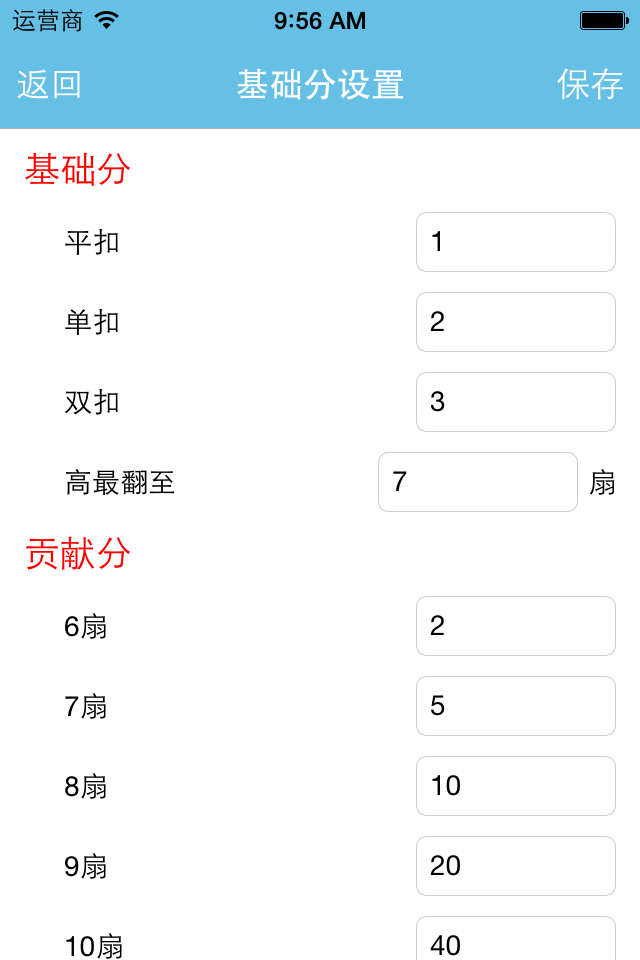 运营商 9:56 AM
返回 基础分设置 保存
基础分
平扣 1
单扣 2
双扣 3
高最翻至 7 扇
贡献分
6扇 2
7扇 5
8扇 10
9扇 20
10扇 40